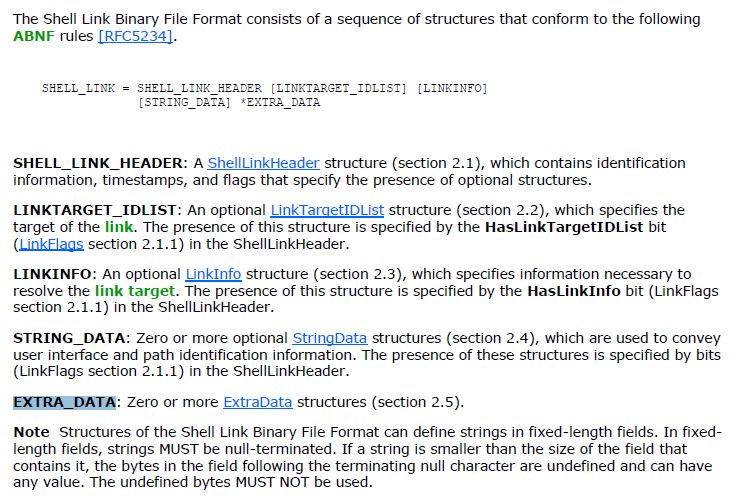 The Shell Link Binary File Format consists of a sequence of structures that conform to the following
ABNF rules [RFC5234].
SHELL_LINK = SHELL_LINK_HEADER [LINKTARGET_IDLIST] [LINKINFO]
[STRING_DATA] *EXTRA_DATA
SHELL_LINK_HEADER: A ShellLinkHeader structure (section 2.1), which contains identification
information, timestamps, and flags that specify the presence of optional structures.
LINKTARGET_IDLIST: An optional LinkTargetIDList structure (section 2.2), which specifies the
target of the link. The presence of this structure is specified by the HasLinkTargetIDList bit
(LinkFlags section 2.1.1) in the ShellLinkHeader.
LINKINFO: An optional LinkInfo structure (section 2.3), which specifies information necessary to
resolve the link target. The presence of this structure is specified by the HasLinkInfo bit (LinkFlags
section 2.1.1) in the ShellLinkHeader.
STRING_DATA: Zero or more optional StringData structures (section 2.4), which are used to convey
user interface and path identification information. The presence of these structures is specified by bits
(LinkFlags section 2.1.1) in the ShellLinkHeader.
EXTRA_DATA: Zero or more ExtraData structures (section 2.5).
Note Structures of the Shell Link Binary File Format can define strings in fixed-length fields. In fixed-
length fields, strings MUST be null-terminated. If a string is smaller than the size of the field that
contains it, the bytes in the field following the terminating null character are undefined and can have
any value. The undefined bytes MUST NOT be used.